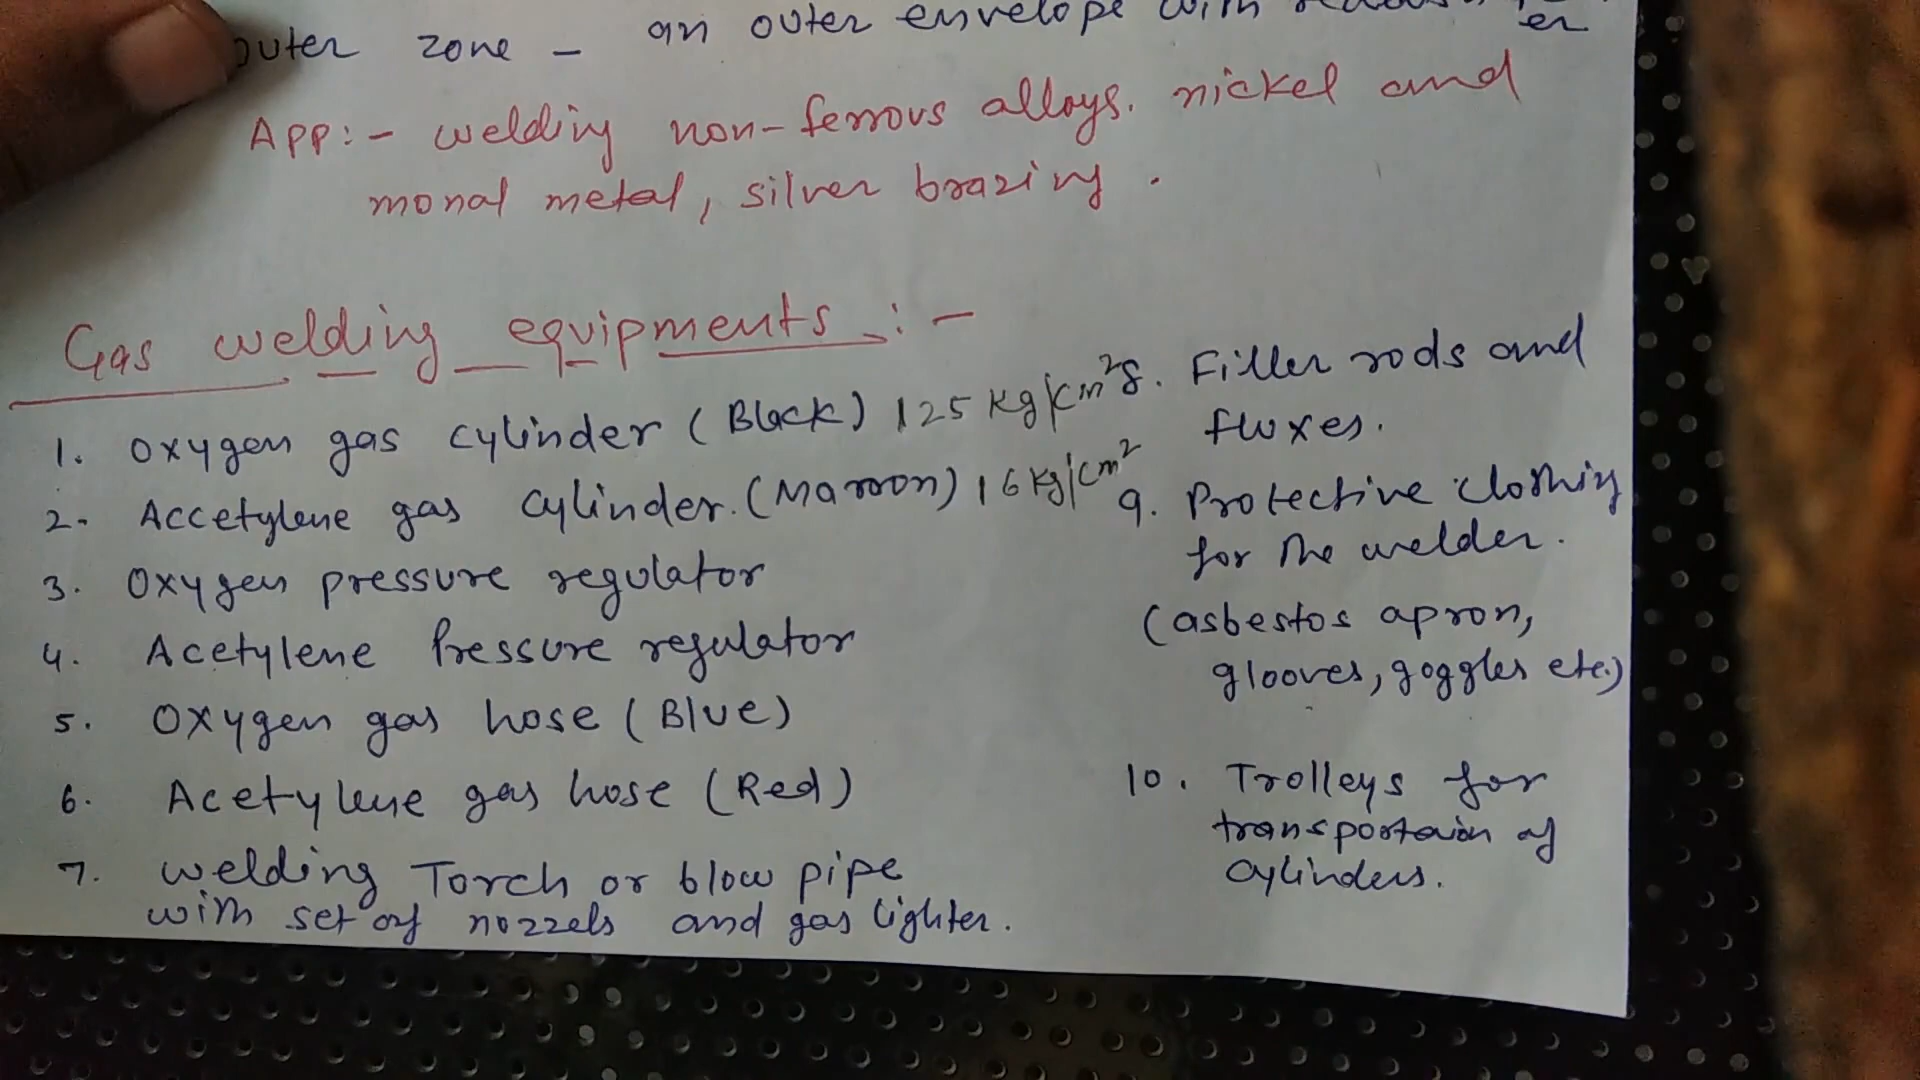 outer zone - an outer envelope with
er
App:- welding non-ferrous alloys. nickel and
monal metal, silver brazing.
Gas welding equipments :-
1. Oxygen gas cylinder (Black) 125 kg/cm²
2. Accetylene gas cylinder. (Maroon) 16 kg/cm²
3. Oxygen pressure regulator
4. Acetylene Pressure regulator
5. Oxygen gas hose (Blue)
6. Acetylene gas hose (Red)
7. welding Torch or blow pipe
with set of nozzels and gas lighter.
8. Filler rods and
fluxes.
9. Protective clothing
for the welder.
(asbestos apron,
glooves, goggles etc.)
10. Trolleys for
transportaion of
cylinders.